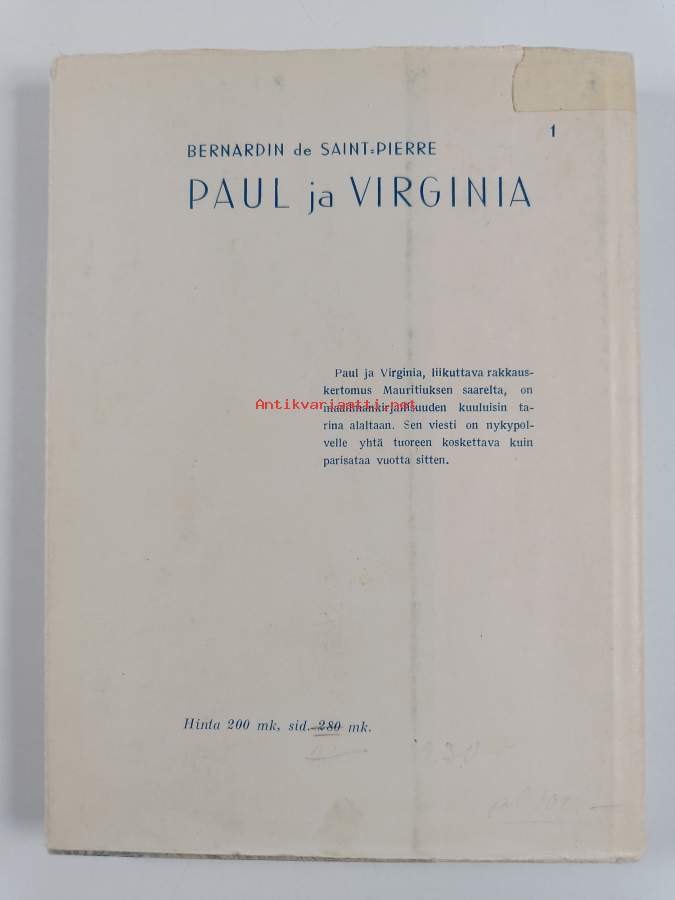 1
BERNARDIN de SAINT-PIERRE
PAUL ja VIRGINIA
Paul ja Virginia, liikuttava rakkaus-
kertomus Mauritiuksen saarelta, on
Antikvariaatti.net
maailmankirjallisuuden kuuluisin ta-
rina alaltaan. Sen viesti on nykypol-
velle yhtä tuoreen koskettava kuin
parisataa vuotta sitten.
Hinta 200 mk, sid. 280 mk.